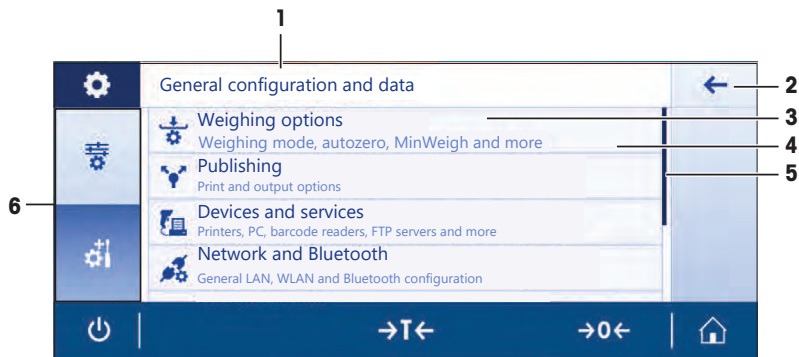 1
General configuration and data
2
Weighing options
3
Weighing mode, autozero, MinWeigh and more
4
Publishing
5
Print and output options
6
Devices and services
Printers, PC, barcode readers, FTP servers and more
Network and Bluetooth
General LAN, WLAN and Bluetooth configuration
→T←
→0←